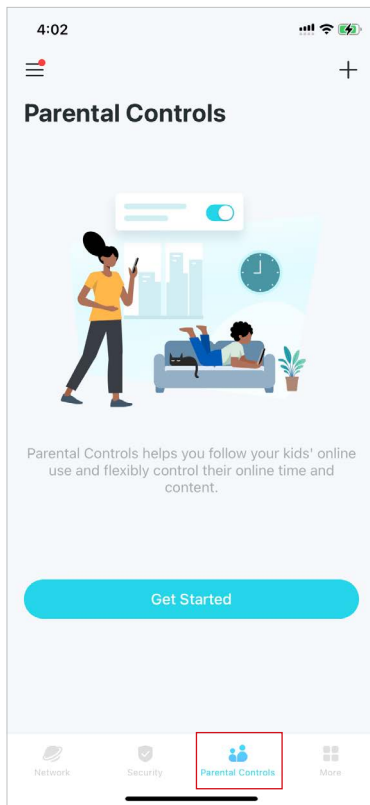 4:02
Parental Controls
Parental Controls helps you follow your kids' online
use and flexibly control their online time and
content.
Get Started
Network
Security
Parental Controls
More